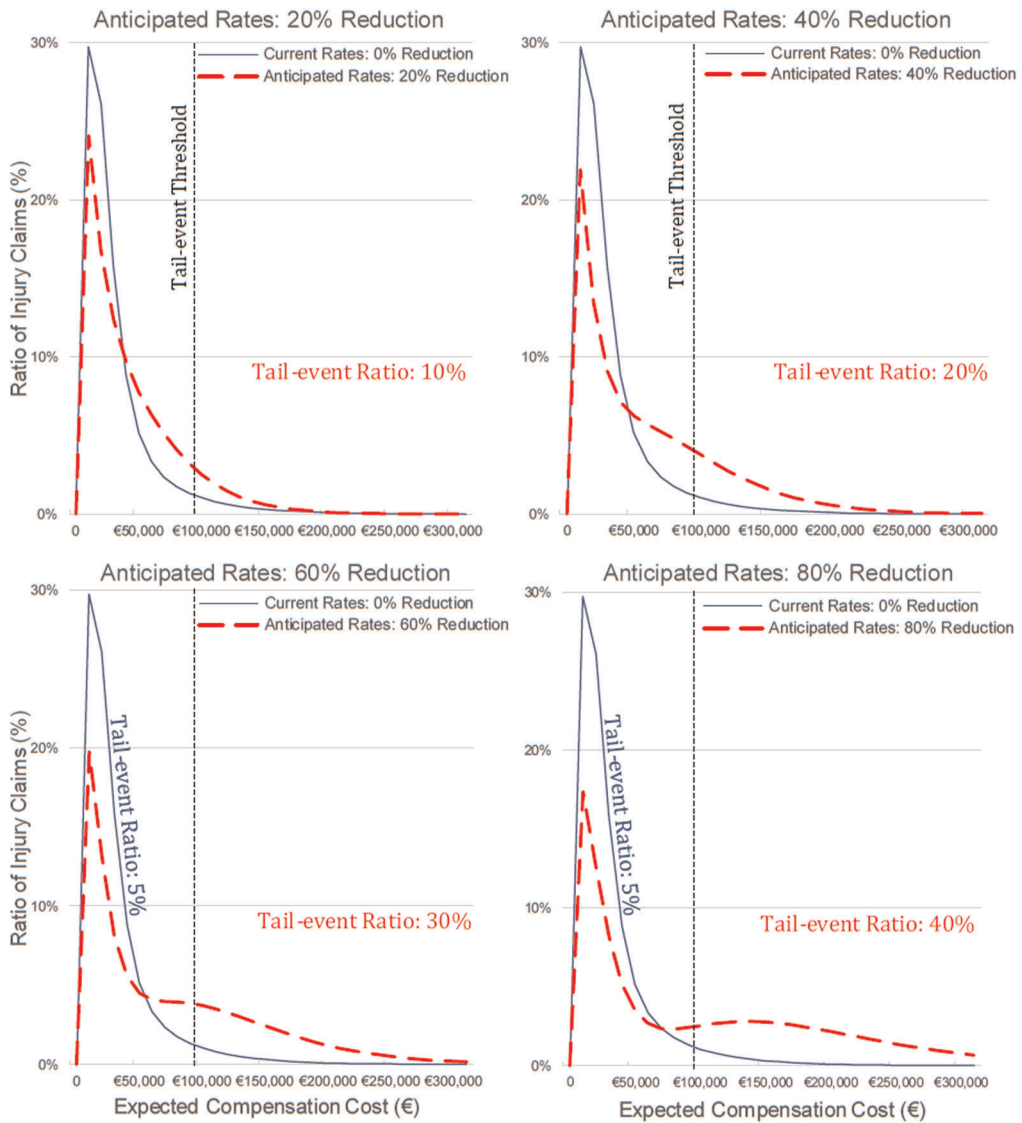 Anticipated Rates: 20% Reduction
30%
Current Rates: 0% Reduction
Anticipated Rates: 20% Reduction
Tail-event Threshold
Ratio of Injury Claims (%)
20%
10%
Tail-event Ratio: 10%
0%
0
€50,000
€100,000
€150,000
€200,000
€250,000
€300,000
Anticipated Rates: 40% Reduction
30%
Current Rates: 0% Reduction
Anticipated Rates: 40% Reduction
Tail-event Threshold
20%
10%
Tail-event Ratio: 20%
0%
0
€50,000
€100,000
€150,000
€200,000
€250,000
€300,000
Anticipated Rates: 60% Reduction
30%
Current Rates: 0% Reduction
Anticipated Rates: 60% Reduction
Ratio of Injury Claims (%)
20%
Tail-event Ratio: 5%
10%
Tail-event Ratio: 30%
0%
0
€50,000
€100,000
€150,000
€200,000
€250,000
€300,000
Expected Compensation Cost (€)
Anticipated Rates: 80% Reduction
30%
Current Rates: 0% Reduction
Anticipated Rates: 80% Reduction
20%
Tail-event Ratio: 5%
10%
Tail-event Ratio: 40%
0%
0
€50,000
€100,000
€150,000
€200,000
€250,000
€300,000
Expected Compensation Cost (€)